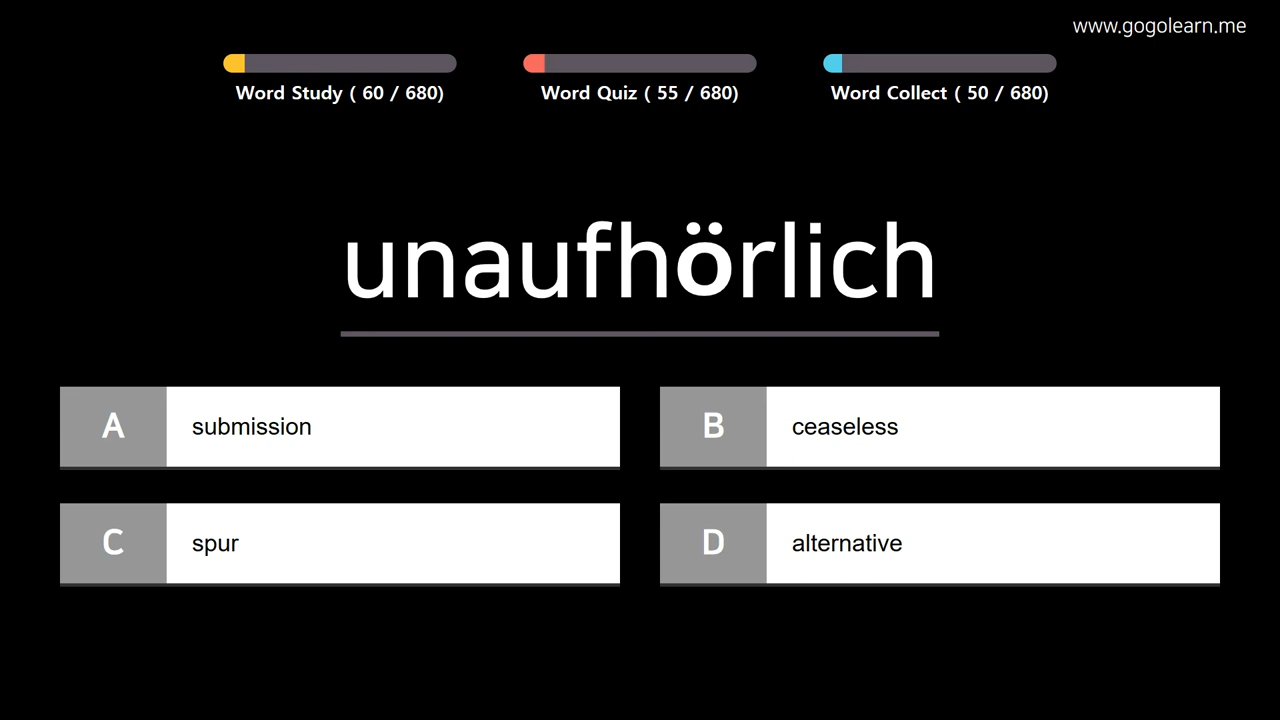 www.gogolearn.me
Word Study ( 60 / 680)
Word Quiz ( 55 / 680)
Word Collect ( 50 / 680)
unaufhörlich
A submission
B ceaseless
C spur
D alternative